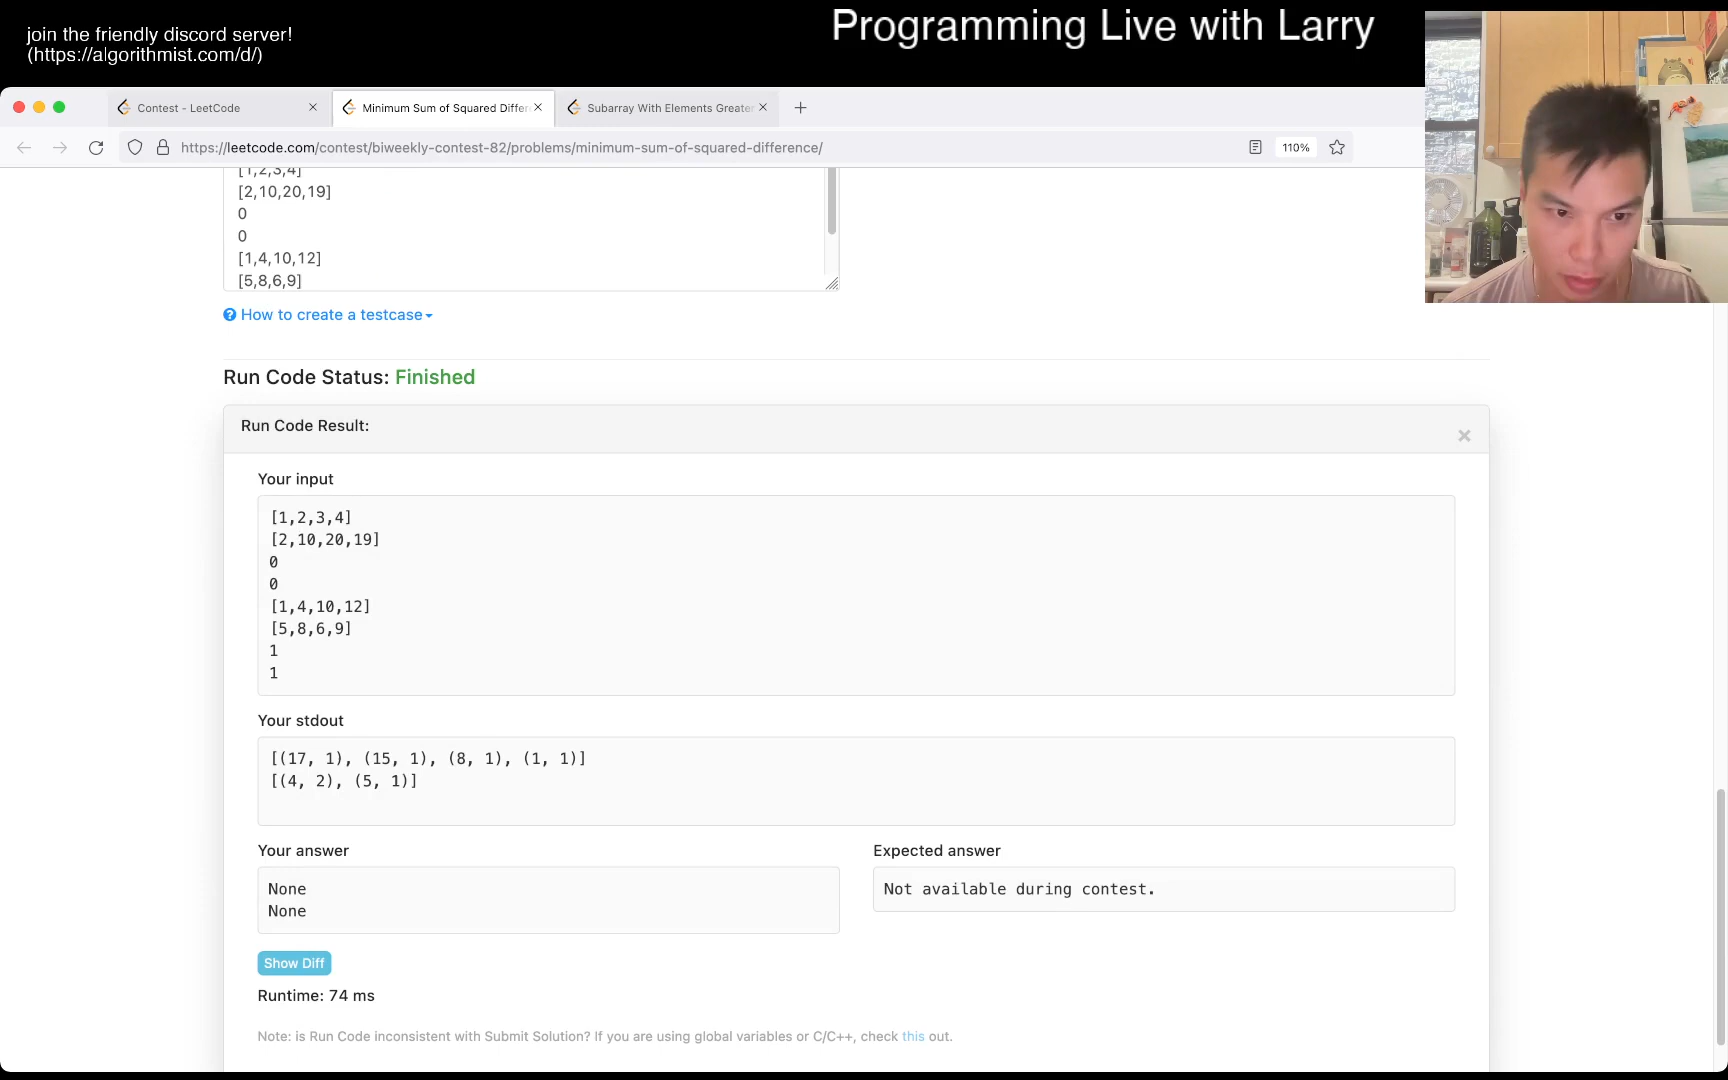 join the friendly discord server!
(https://algorithmist.com/d/)
Programming Live with Larry
Contest - LeetCode
Minimum Sum of Squared Differ
Subarray With Elements Greater
https://leetcode.com/contest/biweekly-contest-82/problems/minimum-sum-of-squared-difference/
110%
[1,2,3,4]
[2,10,20,19]
0
0
[1,4,10,12]
[5,8,6,9]
How to create a testcase
Run Code Status: Finished
Run Code Result:
Your input
[1,2,3,4]
[2,10,20,19]
0
0
[1,4,10,12]
[5,8,6,9]
1
1
Your stdout
[(17, 1), (15, 1), (8, 1), (1, 1)]
[(4, 2), (5, 1)]
Your answer
Expected answer
None
None
Not available during contest.
Show Diff
Runtime: 74 ms
Note: is Run Code inconsistent with Submit Solution? If you are using global variables or C/C++, check this out.